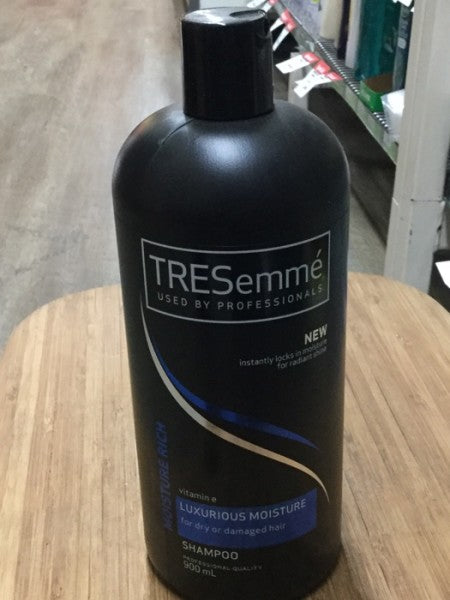 TRESemmé
USED BY PROFESSIONALS
NEW
instantly locks in moisture
for radiant shine
MOISTURE RICH
vitamin e
LUXURIOUS MOISTURE
for dry or damaged hair
SHAMPOO
PROFESSIONAL QUALITY
900 mL